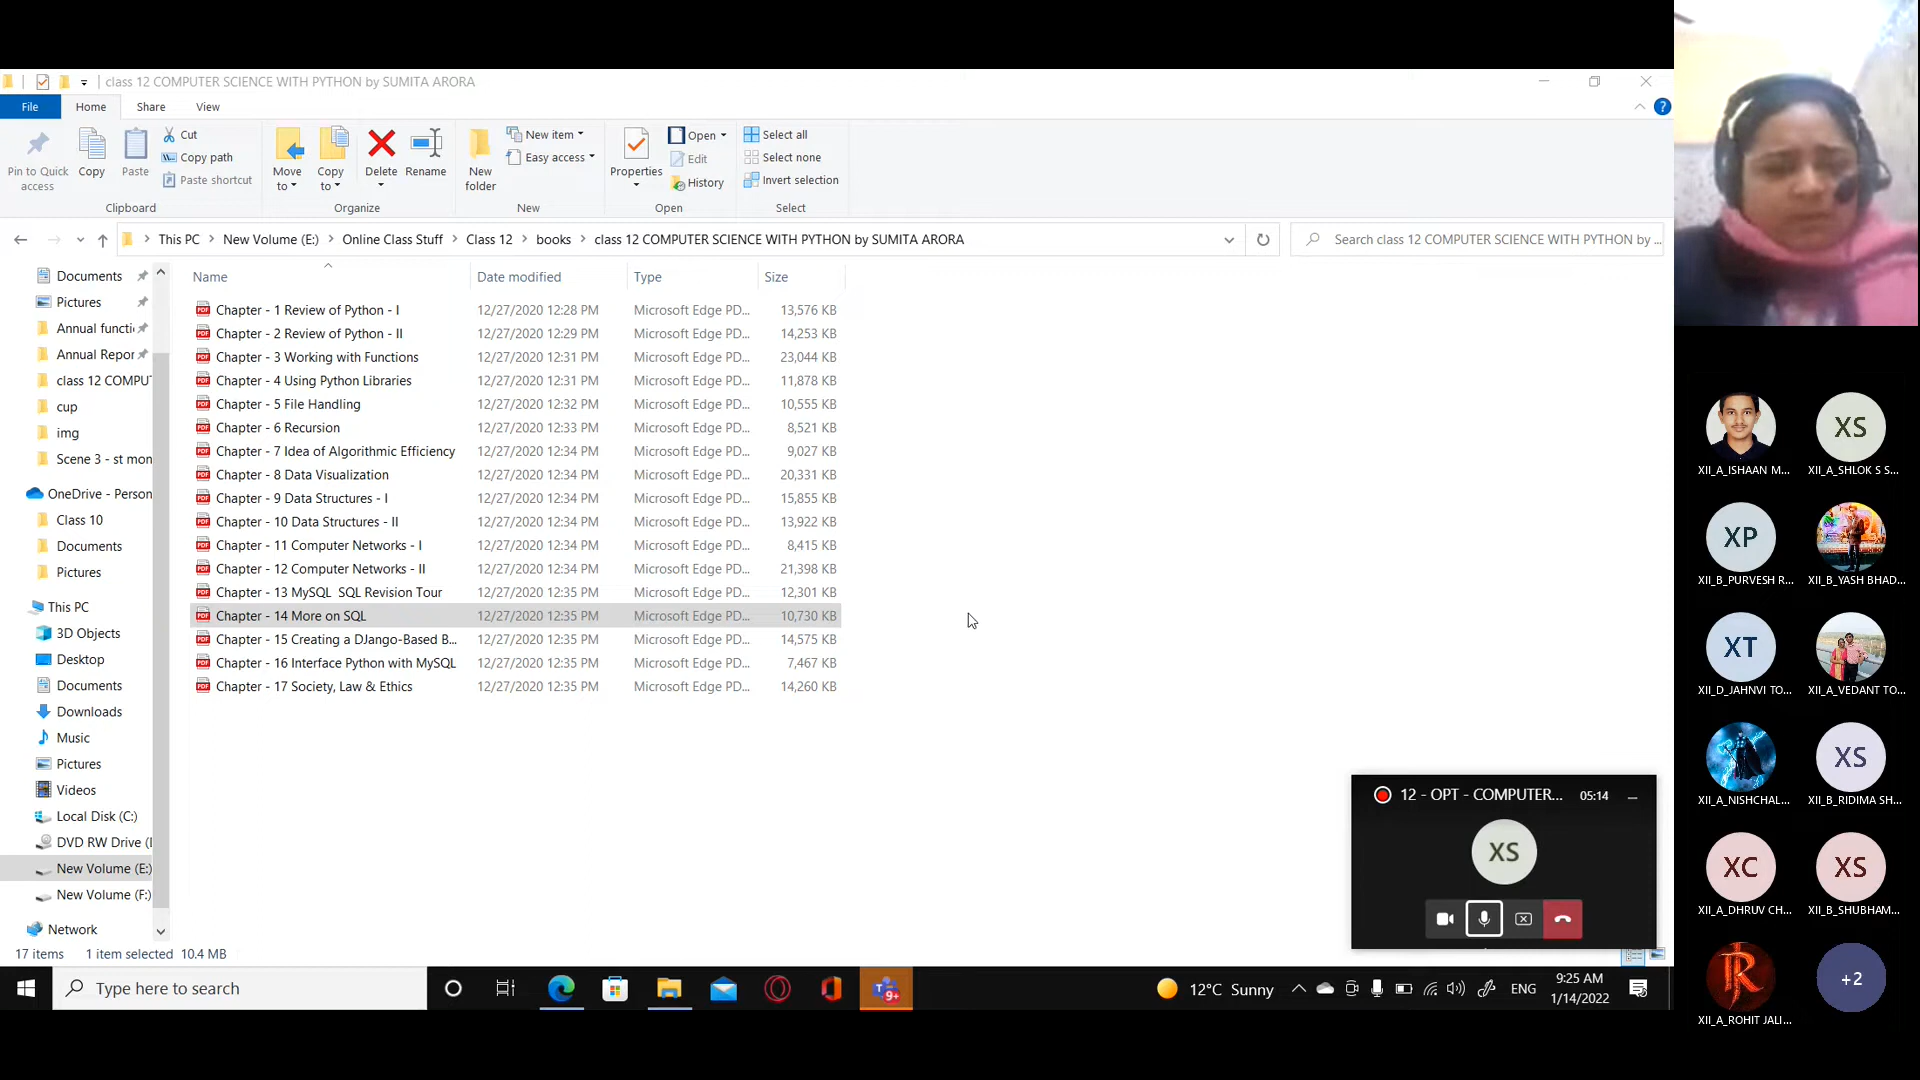 class 12 COMPUTER SCIENCE WITH PYTHON by SUMITA ARORA
File Home Share View
Pin to Quick access
Copy
Paste
Cut
Copy path
Paste shortcut
Clipboard
Move to
Copy to
Delete
Rename
Organize
New folder
New item
Easy access
New
Properties
Open
Edit
History
Open
Select all
Select none
Invert selection
Select
This PC > New Volume (E:) > Online Class Stuff > Class 12 > books > class 12 COMPUTER SCIENCE WITH PYTHON by SUMITA ARORA
Search class 12 COMPUTER SCIENCE WITH PYTHON by ...
Documents
Pictures
Annual functi
Annual Repor
class 12 COMPU
cup
img
Scene 3 - st mon
OneDrive - Person
Class 10
Documents
Pictures
This PC
3D Objects
Desktop
Documents
Downloads
Music
Pictures
Videos
Local Disk (C:)
DVD RW Drive (
New Volume (E:)
New Volume (F:)
Network
Name Date modified Type Size
Chapter - 1 Review of Python - I 12/27/2020 12:28 PM Microsoft Edge PD... 13,576 KB
Chapter - 2 Review of Python - II 12/27/2020 12:29 PM Microsoft Edge PD... 14,253 KB
Chapter - 3 Working with Functions 12/27/2020 12:31 PM Microsoft Edge PD... 23,044 KB
Chapter - 4 Using Python Libraries 12/27/2020 12:31 PM Microsoft Edge PD... 11,878 KB
Chapter - 5 File Handling 12/27/2020 12:32 PM Microsoft Edge PD... 10,555 KB
Chapter - 6 Recursion 12/27/2020 12:33 PM Microsoft Edge PD... 8,521 KB
Chapter - 7 Idea of Algorithmic Efficiency 12/27/2020 12:34 PM Microsoft Edge PD... 9,027 KB
Chapter - 8 Data Visualization 12/27/2020 12:34 PM Microsoft Edge PD... 20,331 KB
Chapter - 9 Data Structures - I 12/27/2020 12:34 PM Microsoft Edge PD... 15,855 KB
Chapter - 10 Data Structures - II 12/27/2020 12:34 PM Microsoft Edge PD... 13,922 KB
Chapter - 11 Computer Networks - I 12/27/2020 12:34 PM Microsoft Edge PD... 8,415 KB
Chapter - 12 Computer Networks - II 12/27/2020 12:34 PM Microsoft Edge PD... 21,398 KB
Chapter - 13 MySQL  SQL Revision Tour 12/27/2020 12:35 PM Microsoft Edge PD... 12,301 KB
Chapter - 14 More on SQL 12/27/2020 12:35 PM Microsoft Edge PD... 10,730 KB
Chapter - 15 Creating a DJango-Based B... 12/27/2020 12:35 PM Microsoft Edge PD... 14,575 KB
Chapter - 16 Interface Python with MySQL 12/27/2020 12:35 PM Microsoft Edge PD... 7,467 KB
Chapter - 17 Society, Law & Ethics 12/27/2020 12:35 PM Microsoft Edge PD... 14,260 KB
17 items 1 item selected 10.4 MB
12 - OPT - COMPUTER... 05:14
XS
Type here to search
9+
12°C Sunny
ENG
9:25 AM
1/14/2022
XS
XII_A_ISHAAN M... XII_A_SHLOK S S...
XP
XII_B_PURVESH R... XII_B_YASH BHAD...
XT
XII_D_JAHNVI TO... XII_A_VEDANT TO...
XS
XII_A_NISHCHAL... XII_B_RIDIMA SH...
XC XS
XII_A_DHRUV CH... XII_B_SHUBHAM...
+2
XII_A_ROHIT JALI...